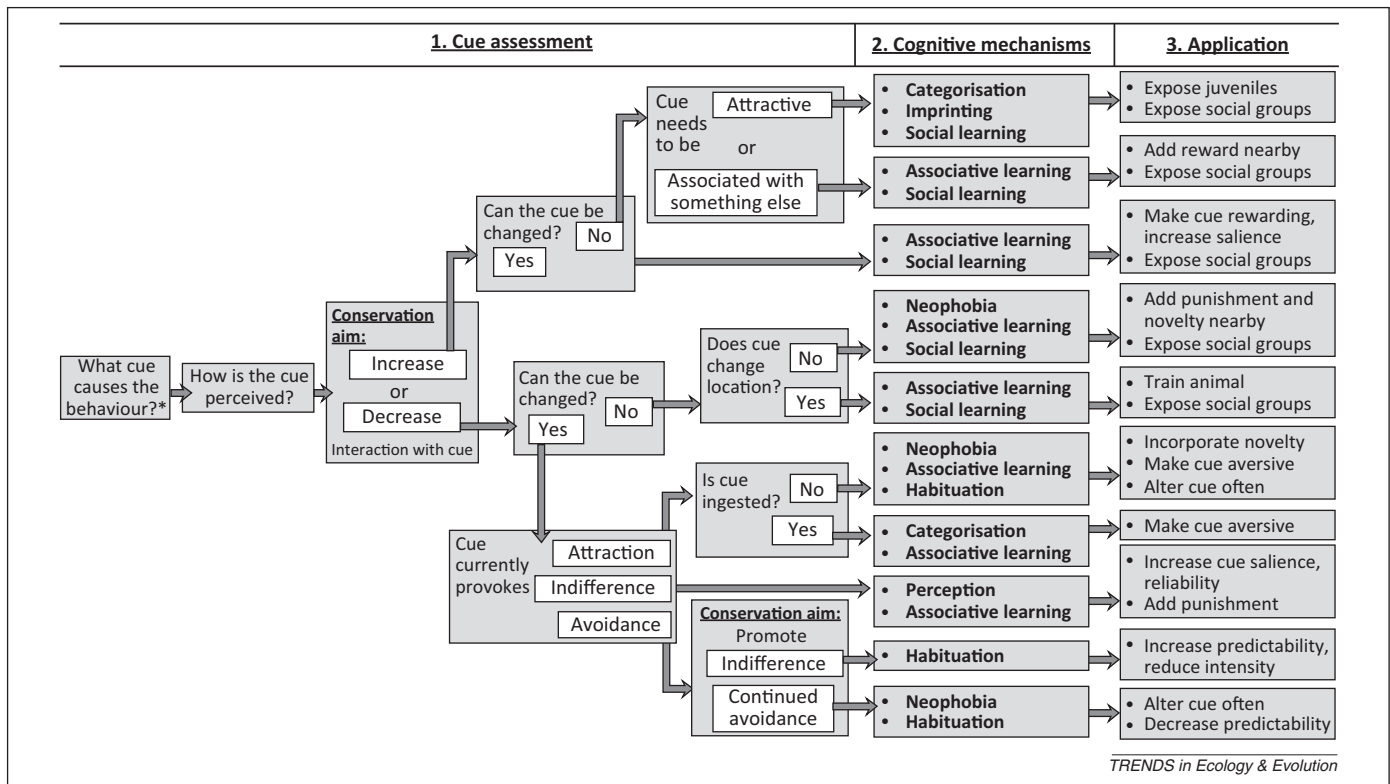 1. Cue assessment
2. Cognitive mechanisms
3. Application
What cue
causes the
behaviour?*
How is the cue
perceived?
Conservation
aim:
Increase
or
Decrease
Interaction with cue
Can the cue be
changed?
No
Yes
Cue
needs
to be
Attractive
or
Associated with
something else
Can the cue be
changed?
No
Yes
Does cue
change
location?
No
Yes
Cue
currently
provokes
Attraction
Indifference
Avoidance
Is cue
ingested?
No
Yes
Conservation aim:
Promote
Indifference
Continued
avoidance
• Categorisation
• Imprinting
• Social learning
• Expose juveniles
• Expose social groups
• Associative learning
• Social learning
• Add reward nearby
• Expose social groups
• Associative learning
• Social learning
• Make cue rewarding,
increase salience
• Expose social groups
• Neophobia
• Associative learning
• Social learning
• Add punishment and
novelty nearby
• Expose social groups
• Associative learning
• Social learning
• Train animal
• Expose social groups
• Neophobia
• Associative learning
• Habituation
• Incorporate novelty
• Make cue aversive
• Alter cue often
• Categorisation
• Associative learning
• Make cue aversive
• Perception
• Associative learning
• Increase cue salience,
reliability
• Add punishment
• Habituation
• Increase predictability,
reduce intensity
• Neophobia
• Habituation
• Alter cue often
• Decrease predictability
TRENDS in Ecology & Evolution